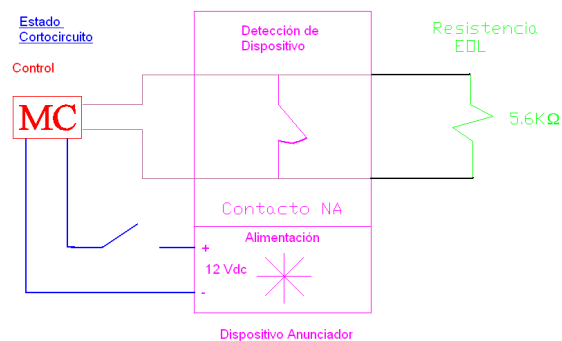 Estado
Cortocircuito
Control
MC
Detección de
Dispositivo
Resistencia
EOL
5.6KΩ
Contacto NA
Alimentación
+
12 Vdc
-
Dispositivo Anunciador